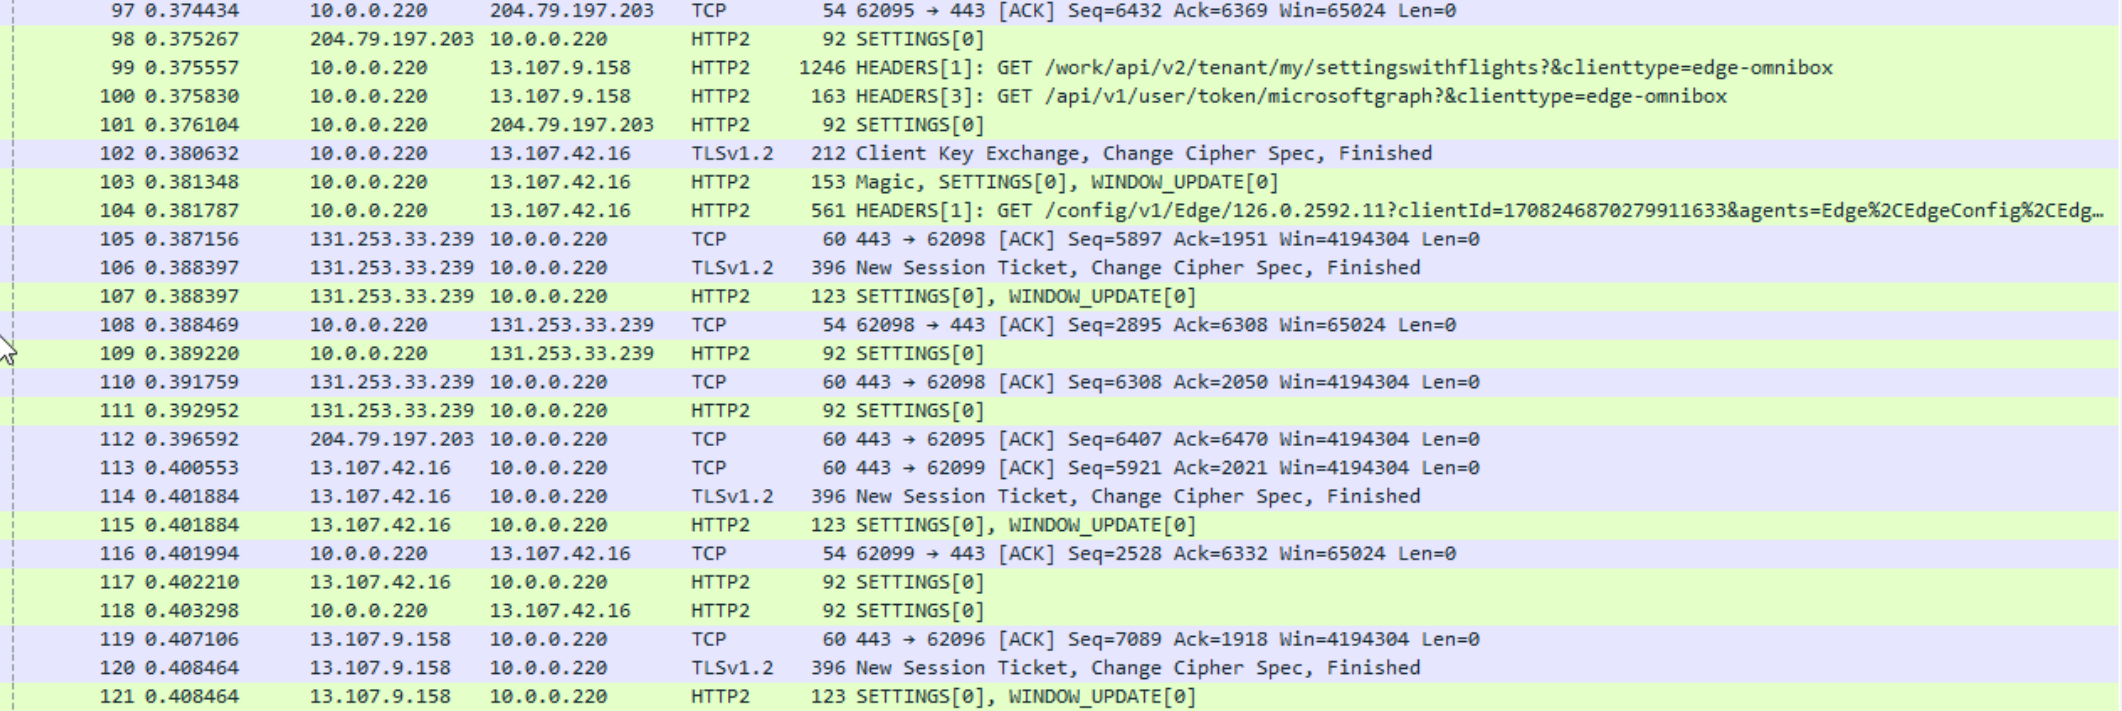 97 0.374434 10.0.0.220 204.79.197.203 TCP 54 62095 → 443 [ACK] Seq=6432 Ack=6369 Win=65024 Len=0
98 0.375267 204.79.197.203 10.0.0.220 HTTP2 92 SETTINGS[0]
99 0.375557 10.0.0.220 13.107.9.158 HTTP2 1246 HEADERS[1]: GET /work/api/v2/tenant/my/settingswithflights?&clienttype=edge-omnibox
100 0.375830 10.0.0.220 13.107.9.158 HTTP2 163 HEADERS[3]: GET /api/v1/user/token/microsoftgraph?&clienttype=edge-omnibox
101 0.376104 10.0.0.220 204.79.197.203 HTTP2 92 SETTINGS[0]
102 0.380632 10.0.0.220 13.107.42.16 TLSv1.2 212 Client Key Exchange, Change Cipher Spec, Finished
103 0.381348 10.0.0.220 13.107.42.16 HTTP2 153 Magic, SETTINGS[0], WINDOW_UPDATE[0]
104 0.381787 10.0.0.220 13.107.42.16 HTTP2 561 HEADERS[1]: GET /config/v1/Edge/126.0.2592.11?clientId=1708246870279911633&agents=Edge%2CEdgeConfig%2CEdg…
105 0.387156 131.253.33.239 10.0.0.220 TCP 60 443 → 62098 [ACK] Seq=5897 Ack=1951 Win=4194304 Len=0
106 0.388397 131.253.33.239 10.0.0.220 TLSv1.2 396 New Session Ticket, Change Cipher Spec, Finished
107 0.388397 131.253.33.239 10.0.0.220 HTTP2 123 SETTINGS[0], WINDOW_UPDATE[0]
108 0.388469 10.0.0.220 131.253.33.239 TCP 54 62098 → 443 [ACK] Seq=2895 Ack=6308 Win=65024 Len=0
109 0.389220 10.0.0.220 131.253.33.239 HTTP2 92 SETTINGS[0]
110 0.391759 131.253.33.239 10.0.0.220 TCP 60 443 → 62098 [ACK] Seq=6308 Ack=2050 Win=4194304 Len=0
111 0.392952 131.253.33.239 10.0.0.220 HTTP2 92 SETTINGS[0]
112 0.396592 204.79.197.203 10.0.0.220 TCP 60 443 → 62095 [ACK] Seq=6407 Ack=6470 Win=4194304 Len=0
113 0.400553 13.107.42.16 10.0.0.220 TCP 60 443 → 62099 [ACK] Seq=5921 Ack=2021 Win=4194304 Len=0
114 0.401884 13.107.42.16 10.0.0.220 TLSv1.2 396 New Session Ticket, Change Cipher Spec, Finished
115 0.401884 13.107.42.16 10.0.0.220 HTTP2 123 SETTINGS[0], WINDOW_UPDATE[0]
116 0.401994 10.0.0.220 13.107.42.16 TCP 54 62099 → 443 [ACK] Seq=2528 Ack=6332 Win=65024 Len=0
117 0.402210 13.107.42.16 10.0.0.220 HTTP2 92 SETTINGS[0]
118 0.403298 10.0.0.220 13.107.42.16 HTTP2 92 SETTINGS[0]
119 0.407106 13.107.9.158 10.0.0.220 TCP 60 443 → 62096 [ACK] Seq=7089 Ack=1918 Win=4194304 Len=0
120 0.408464 13.107.9.158 10.0.0.220 TLSv1.2 396 New Session Ticket, Change Cipher Spec, Finished
121 0.408464 13.107.9.158 10.0.0.220 HTTP2 123 SETTINGS[0], WINDOW_UPDATE[0]